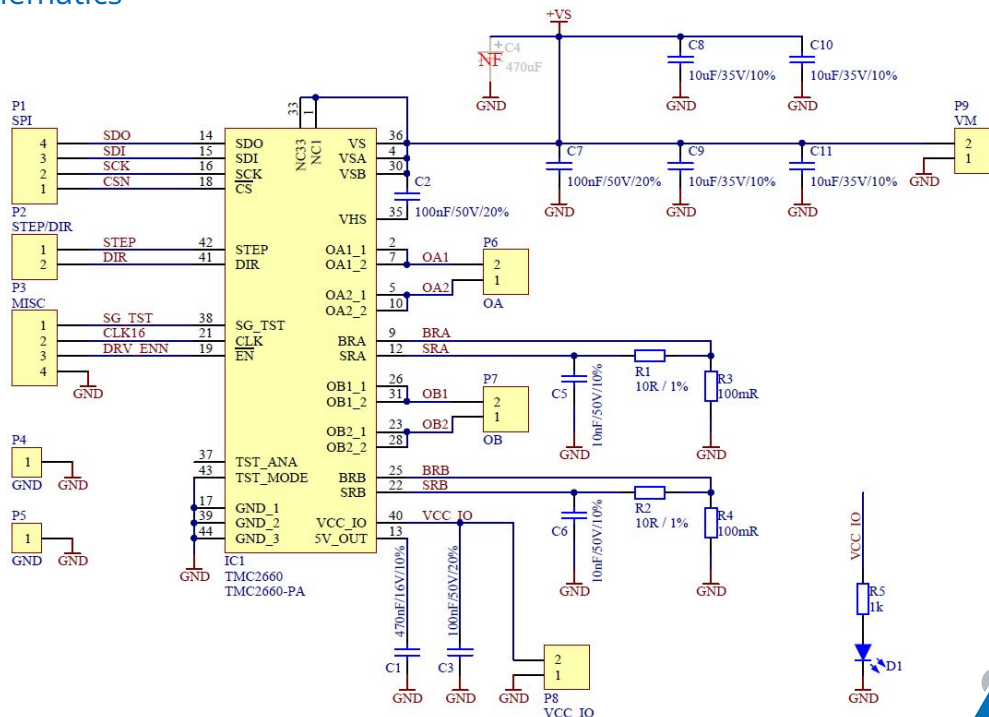 +VS
C4
NF
470uF
GND
C8
10uF/35V/10%
GND
C10
10uF/35V/10%
GND
P1
SPI
4
3
2
1
SDO
SDI
SCK
CSN
14
15
16
18
33
1
NC33
NC1
SDO
SDI
SCK
CS
VS
VSA
VSB
VHS
36
4
30
35
C2
100nF/50V/20%
C7
100nF/50V/20%
GND
C9
10uF/35V/10%
GND
C11
10uF/35V/10%
GND
P9
VM
2
1
GND
P2
STEP/DIR
1
2
STEP
DIR
42
41
STEP
DIR
OA1_1
OA1_2
OA2_1
OA2_2
2
7
5
10
OA1
OA2
P6
2
1
OA
P3
MISC
1
2
3
4
SG_TST
CLK16
DRV_ENN
GND
38
21
19
SG_TST
CLK
EN
BRA
SRA
9
12
BRA
SRA
C5
10nF/50V/10%
GND
R1
10R / 1%
R3
100mR
GND
OB1_1
OB1_2
OB2_1
OB2_2
26
31
23
28
OB1
OB2
P7
2
1
OB
P4
1
GND
GND
P5
1
GND
GND
37
43
17
39
44
TST_ANA
TST_MODE
GND_1
GND_2
GND_3
GND
BRB
SRB
25
22
BRB
SRB
C6
10nF/50V/10%
GND
R2
10R / 1%
R4
100mR
GND
VCC_IO
5V_OUT
40
13
VCC_IO
IC1
TMC2660
TMC2660-PA
470nF/16V/10%
C1
GND
100nF/50V/20%
C3
GND
2
1
GND
P8
VCC_IO
VCC_IO
R5
1k
D1
GND